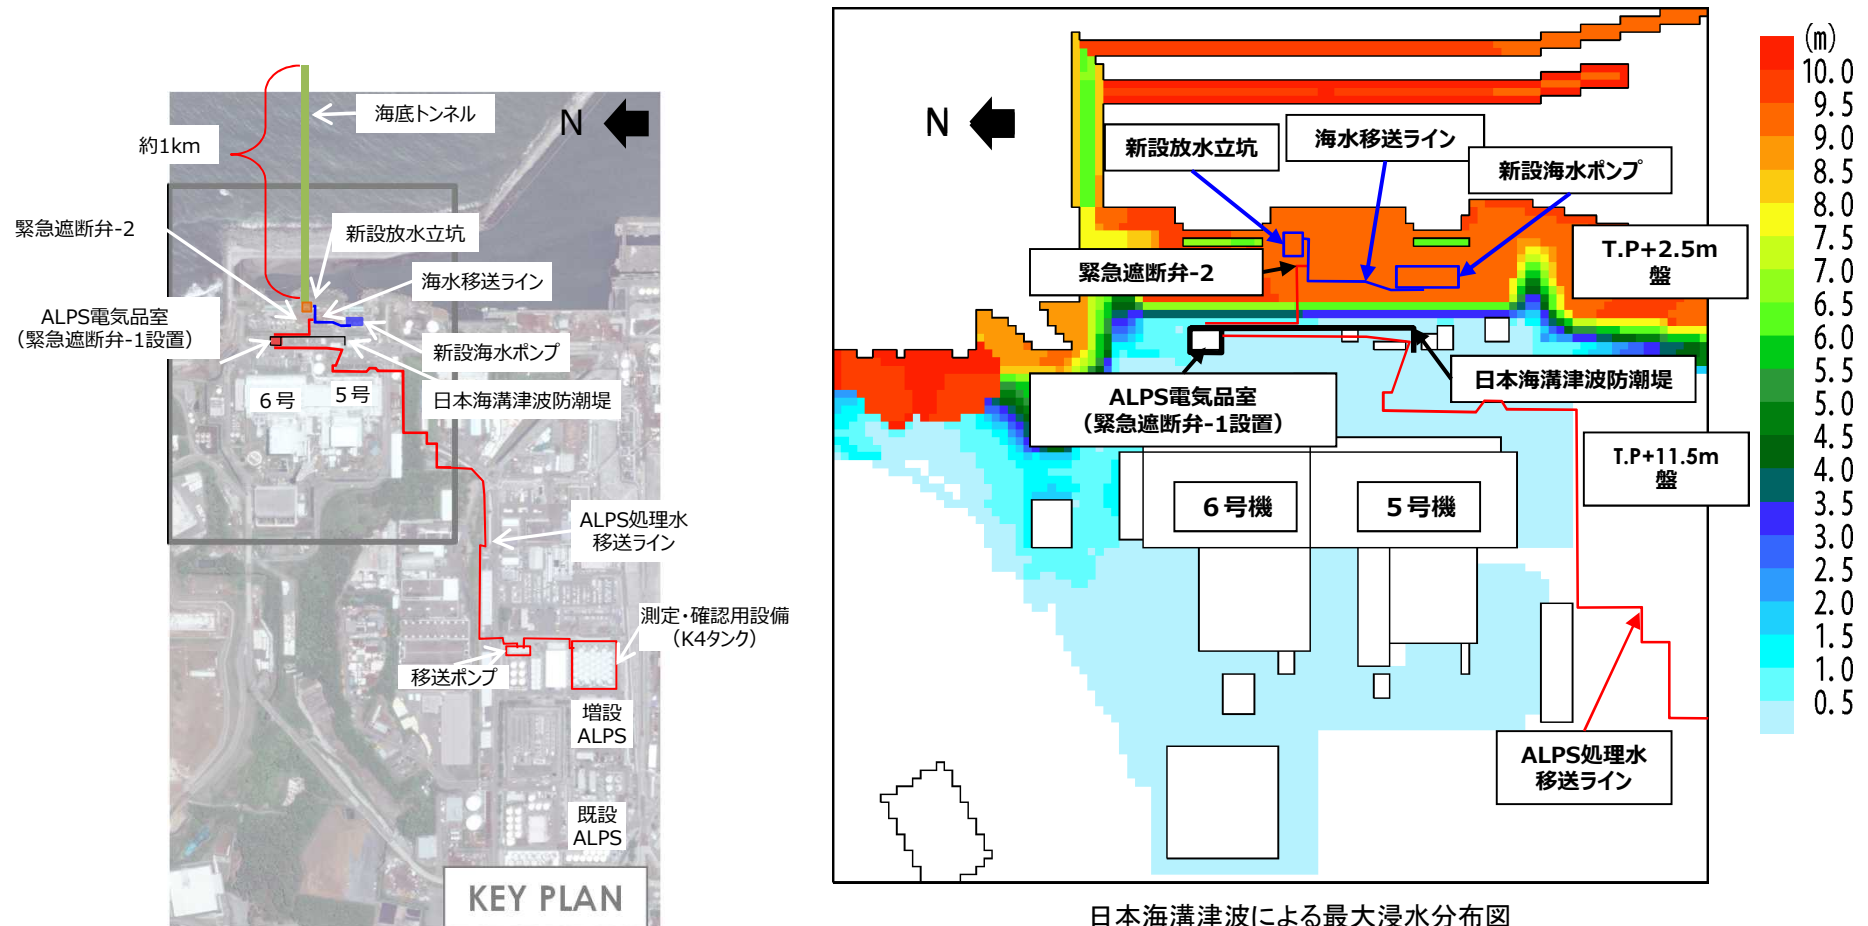 海底トンネル
N
約1km
緊急遮断弁-2
新設放水立坑
海水移送ライン
ALPS電気品室
(緊急遮断弁-1設置)
新設海水ポンプ
6号
5号
日本海溝津波防潮堤
ALPS処理水
移送ライン
測定・確認用設備
(K4タンク)
移送ポンプ
増設
ALPS
既設
ALPS
KEY PLAN
N
新設放水立坑
海水移送ライン
新設海水ポンプ
緊急遮断弁-2
T.P+2.5m
盤
ALPS電気品室
(緊急遮断弁-1設置)
日本海溝津波防潮堤
T.P+11.5m
盤
6号機
5号機
ALPS処理水
移送ライン
(m)
10.0
9.5
9.0
8.5
8.0
7.5
7.0
6.5
6.0
5.5
5.0
4.5
4.0
3.5
3.0
2.5
2.0
1.5
1.0
0.5
日本海溝津波による最大浸水分布図